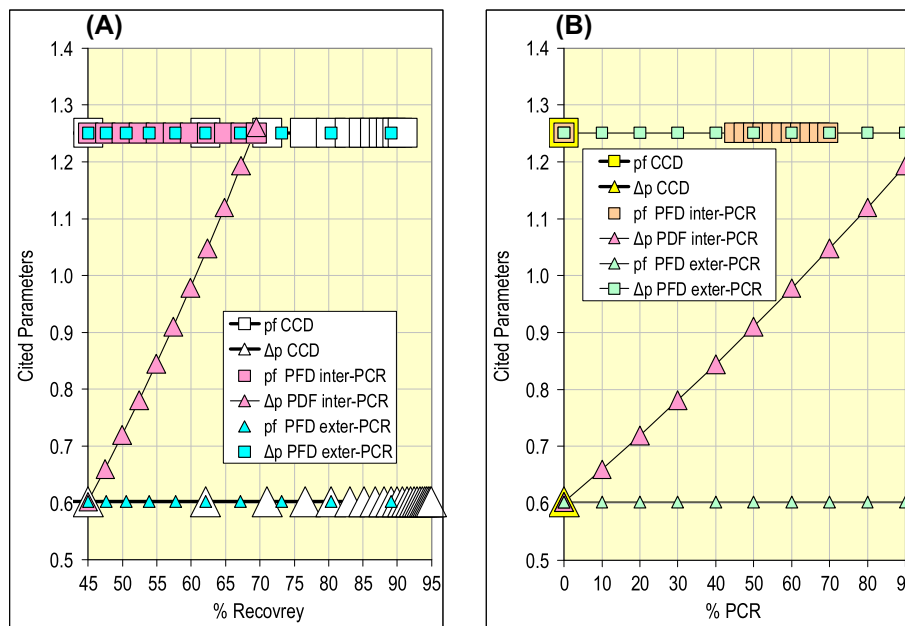 (A)
Cited Parameters
1.4
1.3
1.2
1.1
1.0
0.9
0.8
0.7
0.6
0.5
pf CCD
Δp CCD
pf PFD inter-PCR
Δp PDF inter-PCR
pf PFD exter-PCR
Δp PFD exter-PCR
45 50 55 60 65 70 75 80 85 90 95
% Recovrey
(B)
Cited Parameters
1.4
1.3
1.2
1.1
1.0
0.9
0.8
0.7
0.6
0.5
pf CCD
Δp CCD
pf PFD inter-PCR
Δp PDF inter-PCR
pf PFD exter-PCR
Δp PFD exter-PCR
0 10 20 30 40 50 60 70 80 9
% PCR